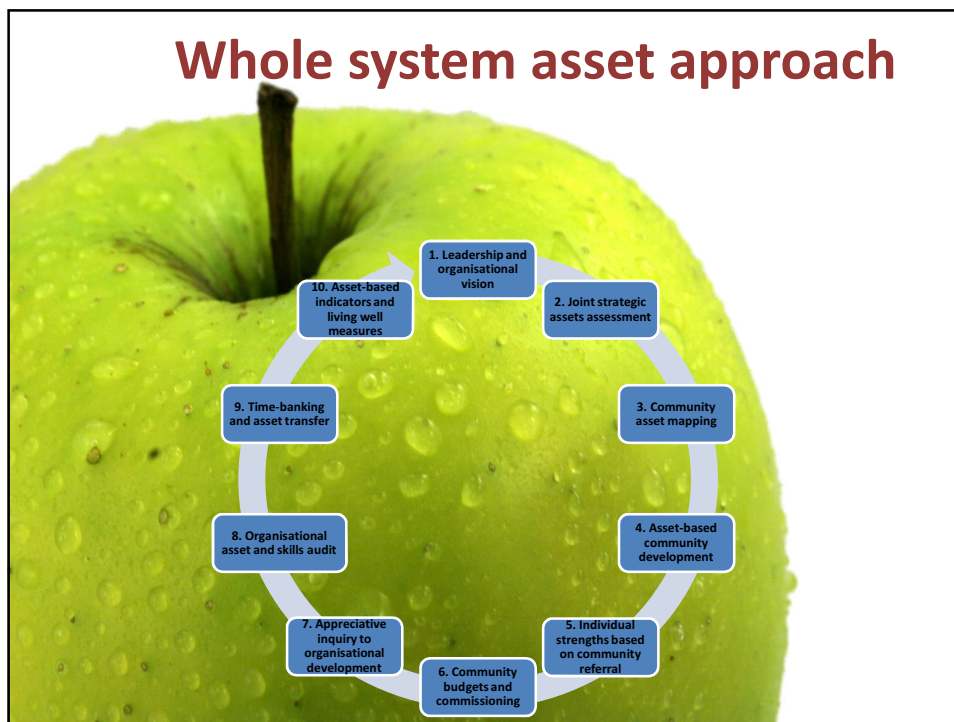 Whole system asset approach
1. Leadership and
organisational
vision
2. Joint strategic
assets assessment
3. Community
asset mapping
4. Asset-based
community
development
5. Individual
strengths based
on community
referral
6. Community
budgets and
commissioning
7. Appreciative
inquiry to
organisational
development
8. Organisational
asset and skills audit
9. Time-banking
and asset transfer
10. Asset-based
indicators and
living well
measures